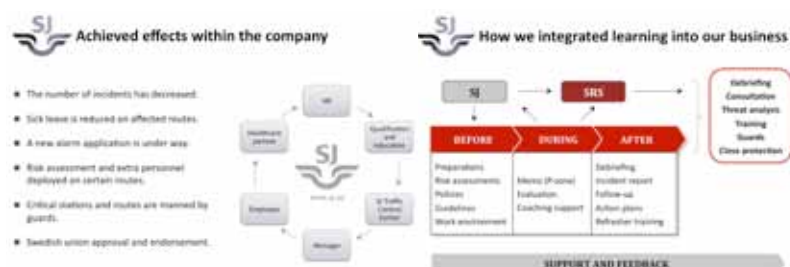 SJ
Achieved effects within the company
The number of incidents has decreased.
Sick leave is reduced on affected routes.
A new alarm application is under way.
Risk assessment and extra personnel
deployed on certain routes.
Critical stations and routes are manned by
guards.
Swedish union approval and endorsement.
HR
Qualification
and
education
SJ Traffic
Control
Center
Manager
Employee
Healthcare
partner
SJ
SJ
How we integrated learning into our business
SJ
SRS
Debriefing
Consultation
Threat analysis
Training
Guards
Close protection
BEFORE
DURING
AFTER
Preparations
Risk assessments
Policies
Guidelines
Work environment
Memo (P-zone)
Evaluation
Coaching support
Debriefing
Incident report
Follow-up
Action plans
Refresher training
SUPPORT AND FEEDBACK